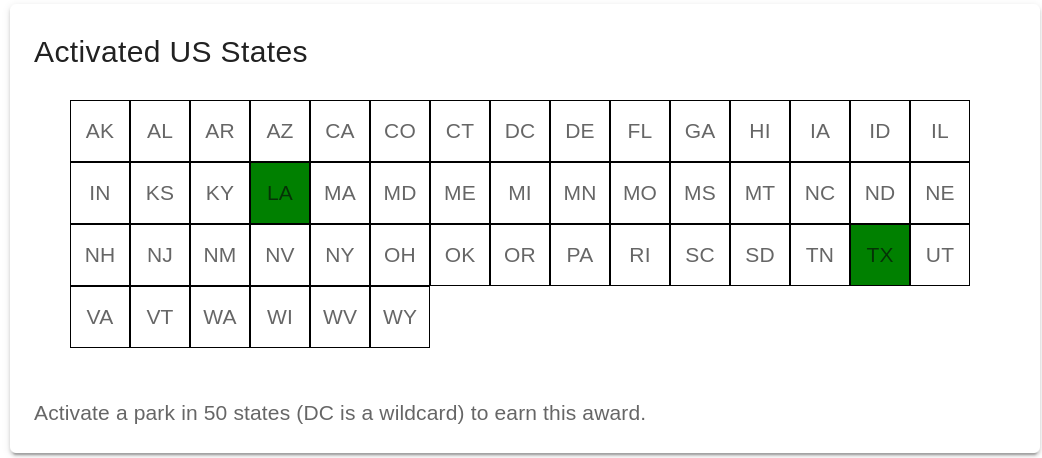 Activated US States
AK AL AR AZ CA CO CT DC DE FL GA HI IA ID IL
IN KS KY LA MA MD ME MI MN MO MS MT NC ND NE
NH NJ NM NV NY OH OK OR PA RI SC SD TN TX UT
VA VT WA WI WV WY
Activate a park in 50 states (DC is a wildcard) to earn this award.